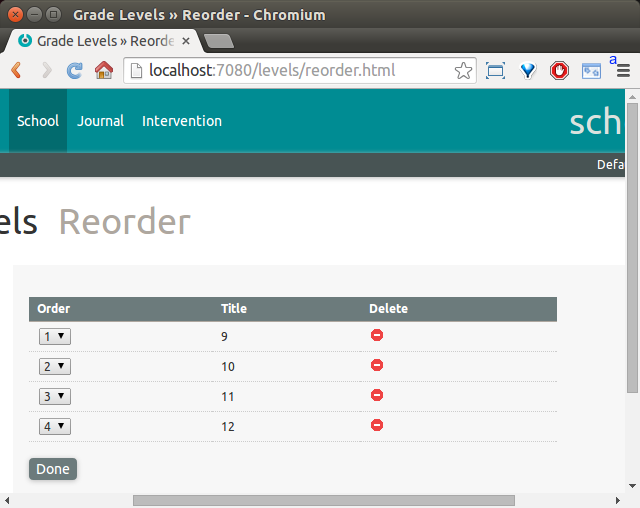 Grade Levels » Reorder - Chromium
Grade Levels » Reorde
localhost:7080/levels/reorder.html
a
School Journal Intervention
sch
Defa
els Reorder
Order Title Delete
1 9
2 10
3 11
4 12
Done